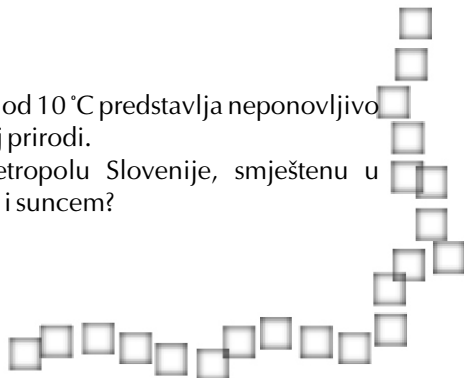 od 10 °C predstavlja neponovljivo
j prirodi.
etropolu Slovenije, smještenu u
i suncem?